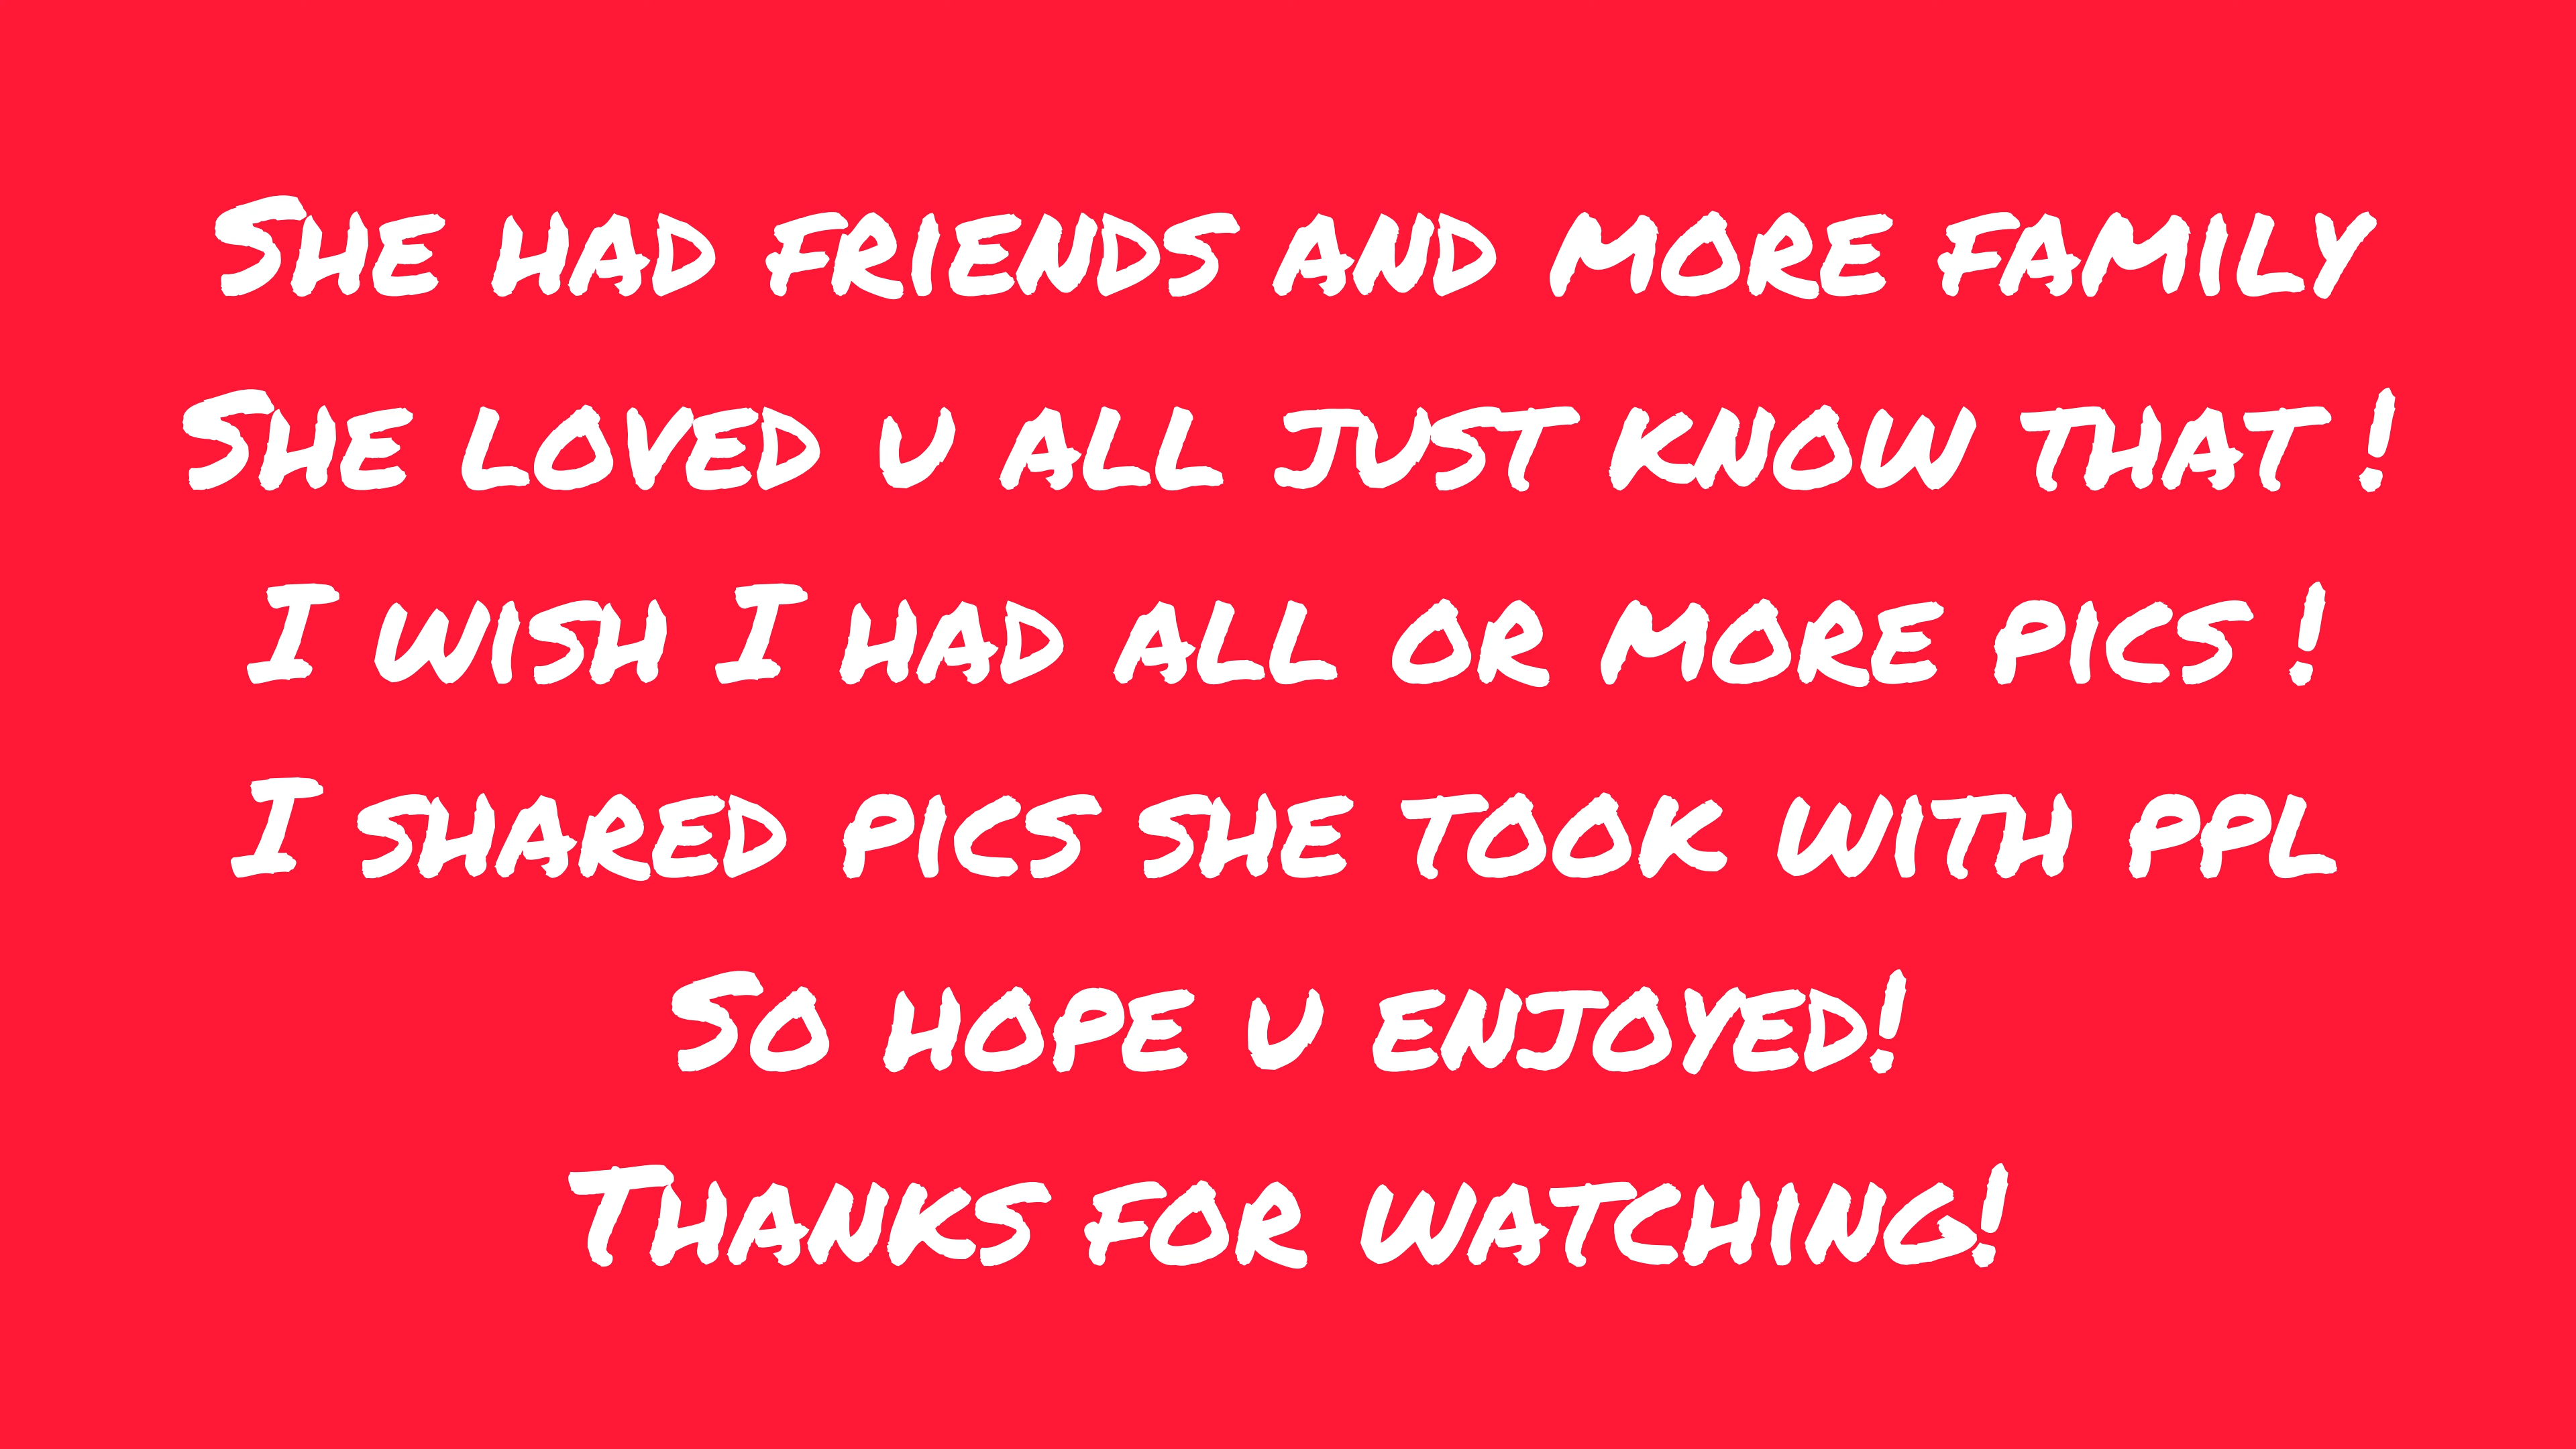 She had friends and more family
She loved u all just know that !
I wish I had all or more pics !
I shared pics she took with ppl
So hope u enjoyed!
Thanks for watching!